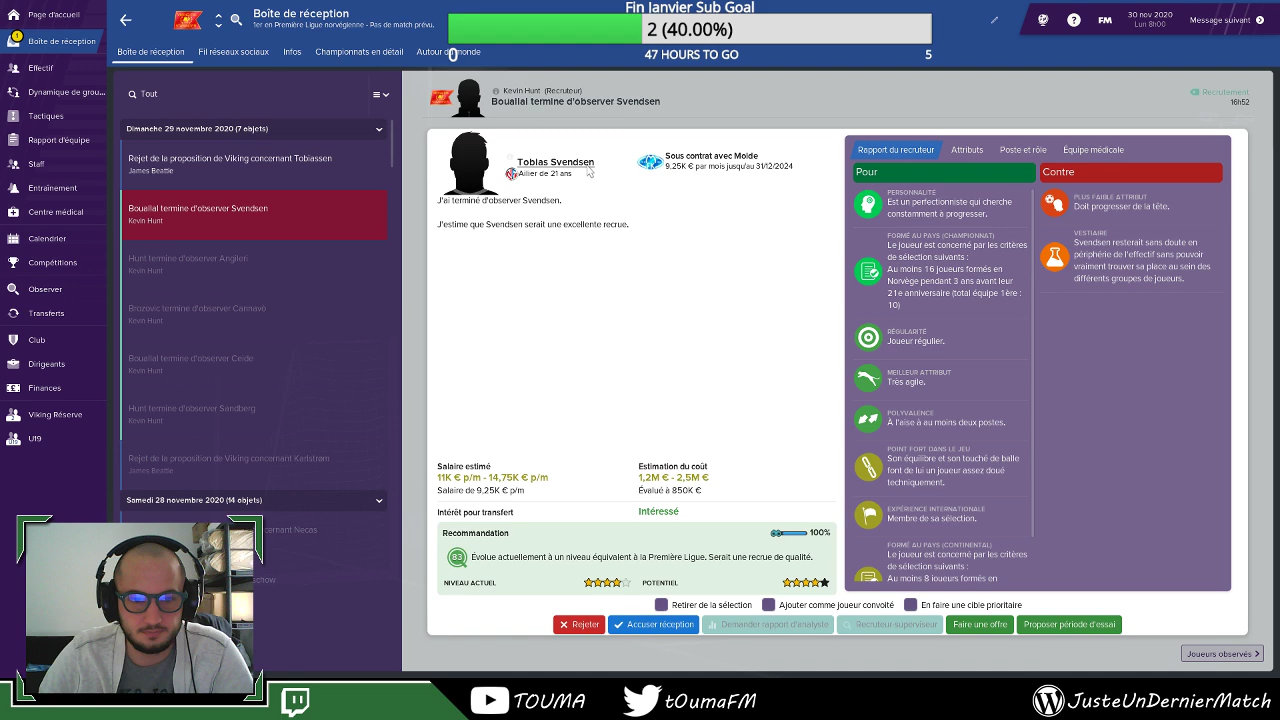 Page d'accueil
1
Boîte de réception
Effectif
Dynamique de grou...
Tactiques
Rapport d'équipe
Staff
Entraînement
Centre médical
Calendrier
Compétitions
Observer
Transferts
Club
Dirigeants
Finances
Viking Réserve
U19
Boîte de réception
1er en Première Ligue norvégienne - Pas de match prévu.
Boîte de réception
Fil réseaux sociaux
Infos
Championnats en détail
Autour du monde
Fin Janvier Sub Goal
2 (40.00%)
0
47 HOURS TO GO
5
FM
30 nov 2020
Lun 8h00
Message suivant
Tout
Dimanche 29 novembre 2020 (7 objets)
Rejet de la proposition de Viking concernant Tobiassen
James Beattie
Bouallal termine d'observer Svendsen
Kevin Hunt
Hunt termine d'observer Angileri
Kevin Hunt
Brozovic termine d'observer Cannavò
Kevin Hunt
Bouallal termine d'observer Ceide
Kevin Hunt
Hunt termine d'observer Sandberg
Kevin Hunt
Rejet de la proposition de Viking concernant Karlstrøm
James Beattie
Samedi 28 novembre 2020 (14 objets)
cernant Necas
Kevin Hunt (Recruteur)
Bouallal termine d'observer Svendsen
Recrutement
16h52
Tobias Svendsen
Ailier de 21 ans
Sous contrat avec Molde
9,25K € par mois jusqu'au 31/12/2024
J'ai terminé d'observer Svendsen.
J'estime que Svendsen serait une excellente recrue.
Salaire estimé
11K € p/m - 14,75K € p/m
Salaire de 9,25K € p/m
Estimation du coût
1,2M € - 2,5M €
Évalué à 850K €
Intérêt pour transfert
Intéressé
Recommandation
100%
83
Évolue actuellement à un niveau équivalent à la Première Ligue. Serait une recrue de qualité.
NIVEAU ACTUEL
POTENTIEL
Rapport du recruteur
Attributs
Poste et rôle
Équipe médicale
Pour
PERSONNALITÉ
Est un perfectionniste qui cherche
constamment à progresser.
FORMÉ AU PAYS (CHAMPIONNAT)
Le joueur est concerné par les critères
de sélection suivants :
Au moins 16 joueurs formés en
Norvège pendant 3 ans avant leur
21e anniversaire (total équipe 1ère :
10)
RÉGULARITÉ
Joueur régulier.
MEILLEUR ATTRIBUT
Très agile.
POLYVALENCE
À l'aise à au moins deux postes.
POINT FORT DANS LE JEU
Son équilibre et son touché de balle
font de lui un joueur assez doué
techniquement.
EXPÉRIENCE INTERNATIONALE
Membre de sa sélection.
FORMÉ AU PAYS (CONTINENTAL)
Le joueur est concerné par les critères
de sélection suivants :
Au moins 8 joueurs formés en
Contre
PLUS FAIBLE ATTRIBUT
Doit progresser de la tête.
VESTIAIRE
Svendsen resterait sans doute en
périphérie de l'effectif sans pouvoir
vraiment trouver sa place au sein des
différents groupes de joueurs.
Retirer de la sélection
Ajouter comme joueur convoité
En faire une cible prioritaire
Rejeter
Accuser réception
Demander rapport d'analyste
Recruteur-superviseur
Faire une offre
Proposer période d'essai
Joueurs observés
TOUMA
tOumaFM
JusteUnDernierMatch